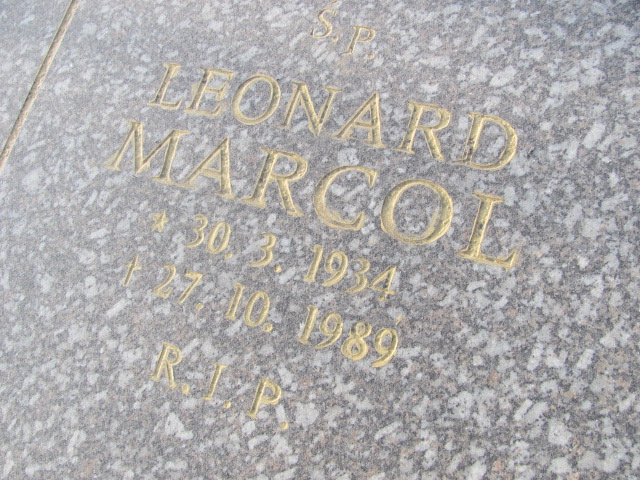 Ś. P.
LEONARD
MARCOL
* 30. 3. 1934
† 27. 10. 1989
R. I. P.